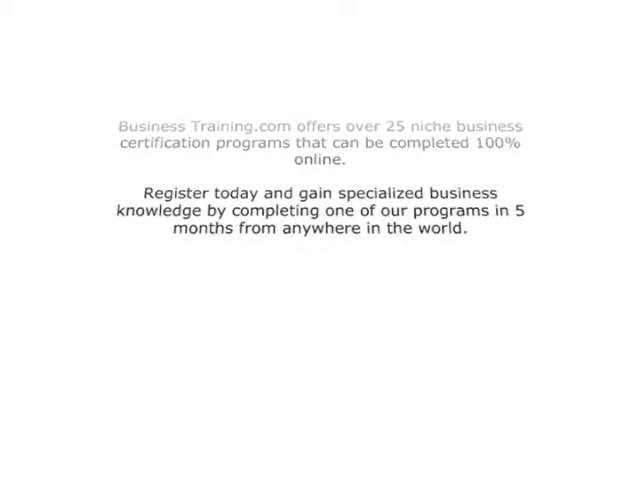 Business Training.com offers over 25 niche business
certification programs that can be completed 100%
online.
Register today and gain specialized business
knowledge by completing one of our programs in 5
months from anywhere in the world.